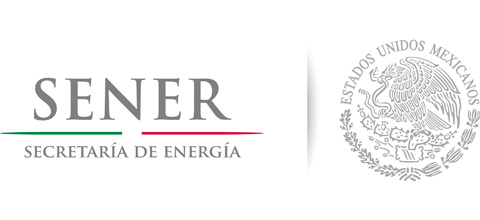 SENER
SECRETARÍA DE ENERGÍA
ESTADOS UNIDOS MEXICANOS